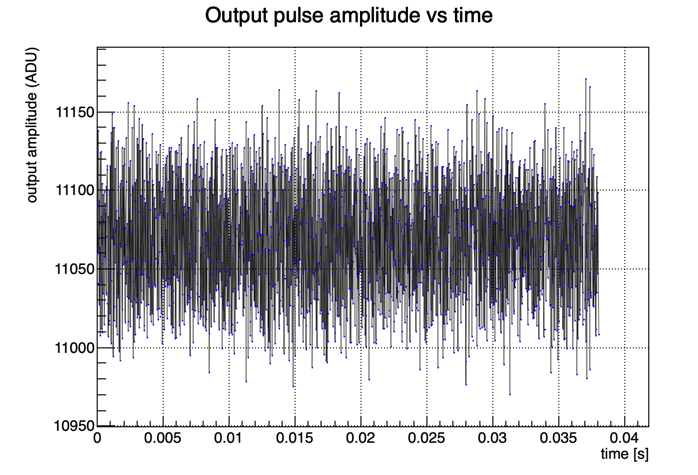 Output pulse amplitude vs time
output amplitude (ADU)
11150
11100
11050
11000
10950
0 0.005 0.01 0.015 0.02 0.025 0.03 0.035 0.04
time [s]